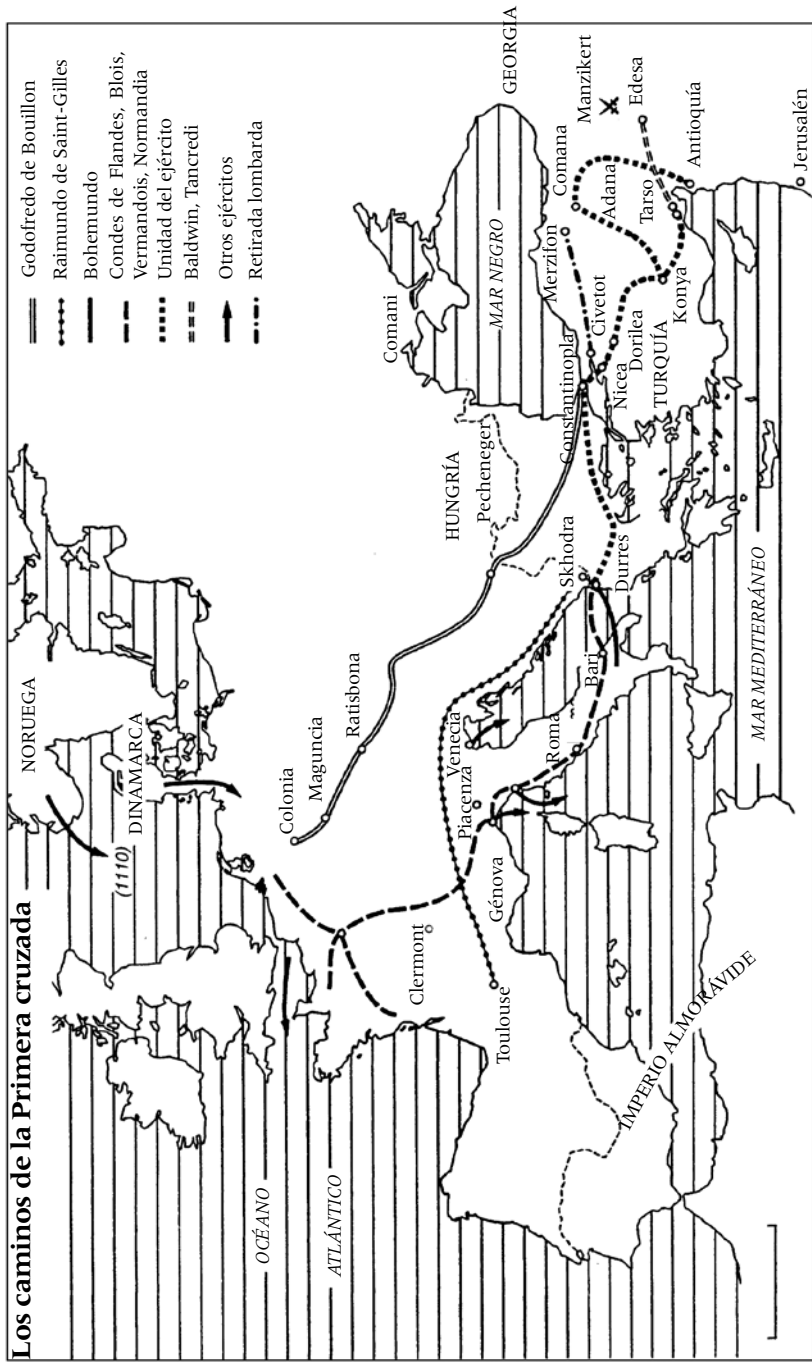 Los caminos de la Primera cruzada
Godofredo de Bouillon
Raimundo de Saint-Gilles
Bohemundo
Condes de Flandes, Blois,
Vermandois, Normandia
Unidad del ejército
Baldwin, Tancredi
Otros ejércitos
Retirada lombarda
NORUEGA
(1110)
DINAMARCA
OCÉANO
ATLÁNTICO
Colonia
Maguncia
Ratisbona
Clermont
Toulouse
Génova
Piacenza
Venecia
Roma
Bari
IMPERIO ALMORÁVIDE
HUNGRÍA
Pecheneger
Skhodra
Durres
MAR MEDITERRÁNEO
Comani
MAR NEGRO
GEORGIA
Constantinopla
Civetot
Nicea
Dorilea
TURQUÍA
Merzifon
Konya
Comana
Adana
Tarso
Manzikert
Edesa
Antioquía
Jerusalén